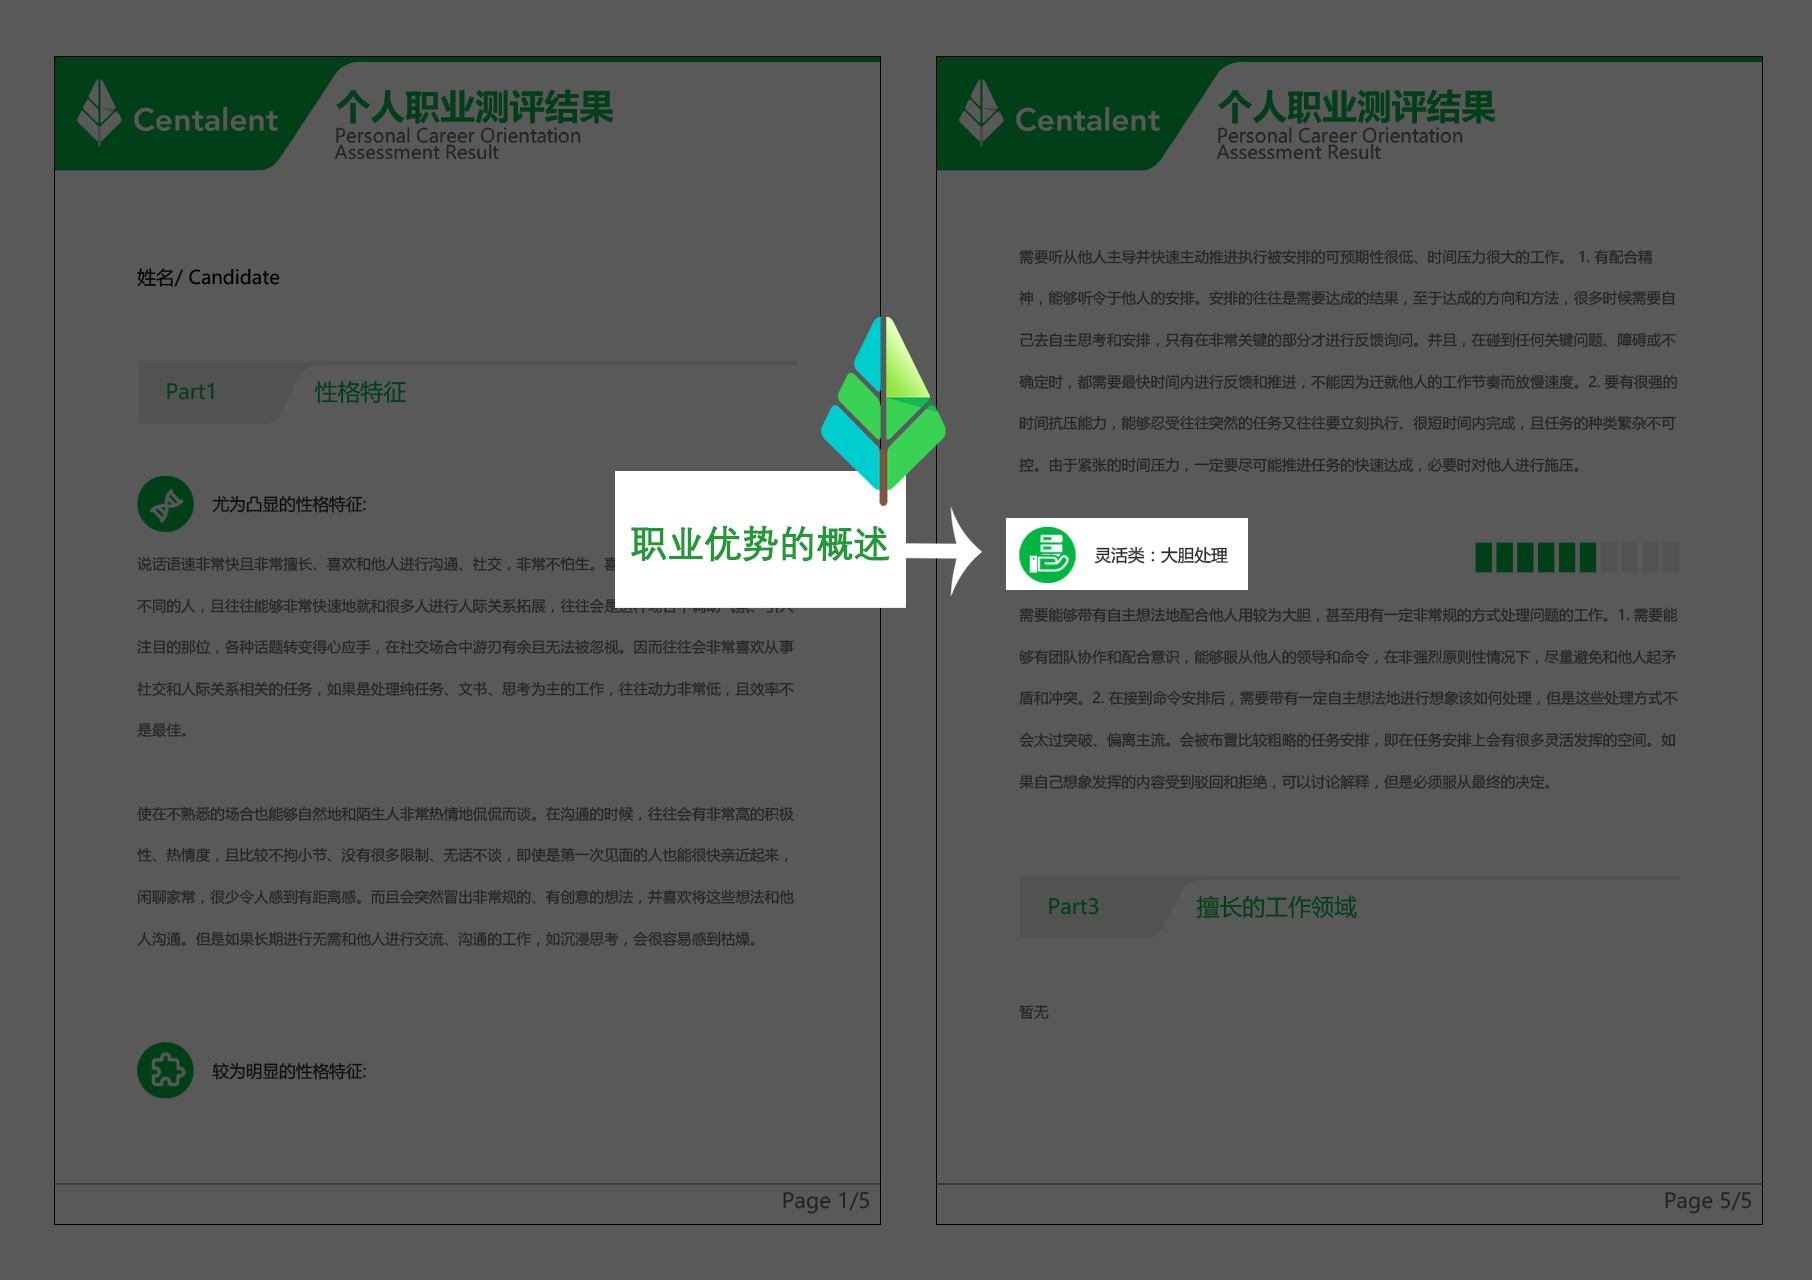 Centalent
个人职业测评结果
Personal Career Orientation
Assessment Result
姓名/ Candidate
Part1
性格特征
尤为凸显的性格特征:
说话语速非常快且非常擅长、喜欢和他人进行沟通、社交，非常不怕生。喜
不同的人，且往往能够非常快速地就和很多人进行人际关系拓展，往往会是这种场合中调动气氛、引人
注目的那位，各种话题转变得心应手，在社交场合中游刃有余且无法被忽视。因而往往会非常喜欢从事
社交和人际关系相关的任务，如果是处理纯任务、文书、思考为主的工作，往往动力非常低，且效率不
是最佳。
使在不熟悉的场合也能够自然地和陌生人非常热情地侃侃而谈。在沟通的时候，往往会有非常高的积极
性、热情度，且比较不拘小节、没有很多限制、无话不谈，即使是第一次见面的人也能很快亲近起来，
闲聊家常，很少令人感到有距离感。而且会突然冒出非常规的、有创意的想法，并喜欢将这些想法和他
人沟通。但是如果长期进行无需和他人进行交流、沟通的工作，如沉浸思考，会很容易感到枯燥。
较为明显的性格特征:
Page 1/5
职业优势的概述
Centalent
个人职业测评结果
Personal Career Orientation
Assessment Result
需要听从他人主导并快速主动推进执行被安排的可预期性很低、时间压力很大的工作。 1. 有配合精
神，能够听令于他人的安排。安排的往往是需要达成的结果，至于达成的方向和方法，很多时候需要自
己去自主思考和安排，只有在非常关键的部分才进行反馈询问。并且，在碰到任何关键问题、障碍或不
确定时，都需要最快时间内进行反馈和推进，不能因为迁就他人的工作节奏而放慢速度。2. 要有很强的
时间抗压能力，能够忍受往往突然的任务又往往要立刻执行、很短时间内完成，且任务的种类繁杂不可
控。由于紧张的时间压力，一定要尽可能推进任务的快速达成，必要时对他人进行施压。
灵活类：大胆处理
需要能够带有自主想法地配合他人用较为大胆，甚至用有一定非常规的方式处理问题的工作。1. 需要能
够有团队协作和配合意识，能够服从他人的领导和命令，在非强烈原则性情况下，尽量避免和他人起矛
盾和冲突。2. 在接到命令安排后，需要带有一定自主想法地进行想象该如何处理，但是这些处理方式不
会太过突破、偏离主流。会被布置比较粗略的任务安排，即在任务安排上会有很多灵活发挥的空间。如
果自己想象发挥的内容受到驳回和拒绝，可以讨论解释，但是必须服从最终的决定。
Part3
擅长的工作领域
暂无
Page 5/5